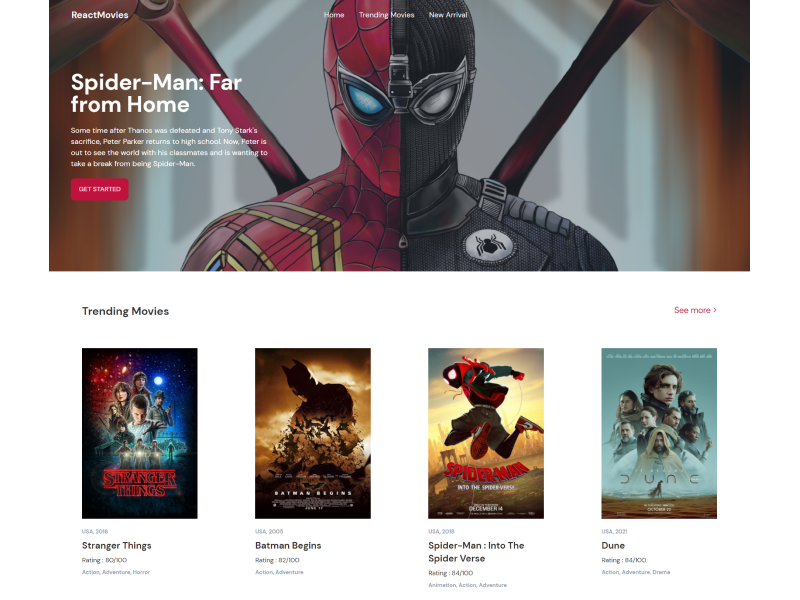 ReactMovies
Home Trending Movies New Arrival
Spider-Man: Far
from Home
Some time after Thanos was defeated and Tony Stark's
sacrifice, Peter Parker returns to high school. Now, Peter is
out to see the world with his classmates and is wanting to
take a break from being Spider-Man.
GET STARTED
Trending Movies
See more >
STRANGER
THINGS
BATMAN BEGINS
JUNE 17
SPIDER-MAN
INTO THE SPIDER-VERSE
DECEMBER 14
DUNE
OCTOBER 22
USA, 2016
Stranger Things
Rating : 80/100
Action, Adventure, Horror
USA, 2005
Batman Begins
Rating : 82/100
Action, Adventure
USA, 2018
Spider-Man : Into The
Spider Verse
Rating : 84/100
Animation, Action, Adventure
USA, 2021
Dune
Rating : 84/100
Action, Adventure, Drama